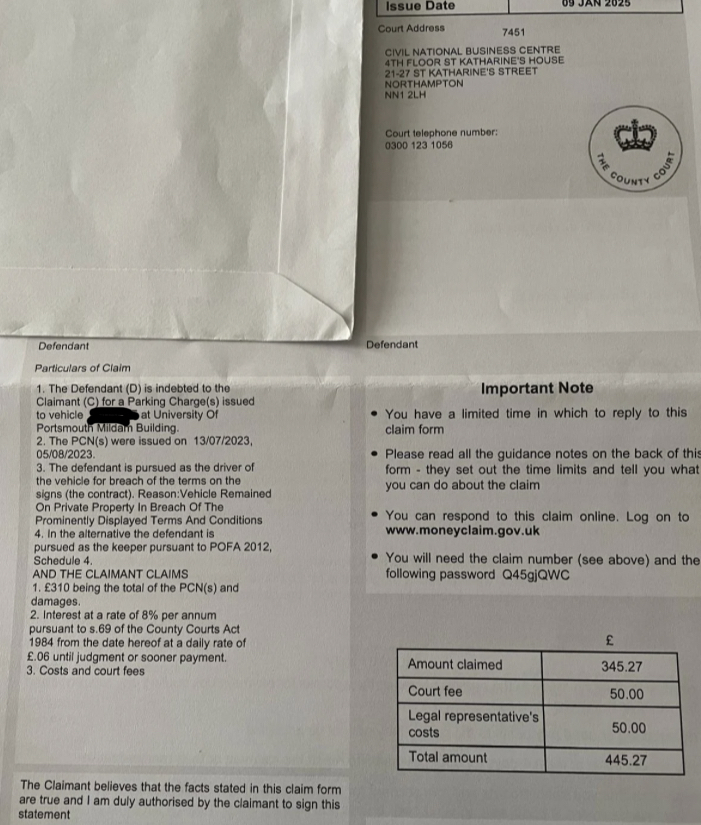 Issue Date
09 JAN 2025
Court Address
7451
CIVIL NATIONAL BUSINESS CENTRE
4TH FLOOR ST KATHARINE'S HOUSE
21-27 ST KATHARINE'S STREET
NORTHAMPTON
NN1 2LH
Court telephone number:
0300 123 1056
THE COUNTY COURT
Defendant
Particulars of Claim
1. The Defendant (D) is indebted to the
Claimant (C) for a Parking Charge(s) issued
to vehicle at University Of
Portsmouth Mildam Building.
2. The PCN(s) were issued on 13/07/2023,
05/08/2023.
3. The defendant is pursued as the driver of
the vehicle for breach of the terms on the
signs (the contract). Reason:Vehicle Remained
On Private Property In Breach Of The
Prominently Displayed Terms And Conditions
4. In the alternative the defendant is
pursued as the keeper pursuant to POFA 2012,
Schedule 4.
AND THE CLAIMANT CLAIMS
1. £310 being the total of the PCN(s) and
damages.
2. Interest at a rate of 8% per annum
pursuant to s.69 of the County Courts Act
1984 from the date hereof at a daily rate of
£.06 until judgment or sooner payment.
3. Costs and court fees
The Claimant believes that the facts stated in this claim form
are true and I am duly authorised by the claimant to sign this
statement
Defendant
Important Note
• You have a limited time in which to reply to this
claim form
• Please read all the guidance notes on the back of this
form - they set out the time limits and tell you what
you can do about the claim
• You can respond to this claim online. Log on to
www.moneyclaim.gov.uk
• You will need the claim number (see above) and the
following password Q45gjQWC
£
Amount claimed 345.27
Court fee 50.00
Legal representative's
costs 50.00
Total amount 445.27